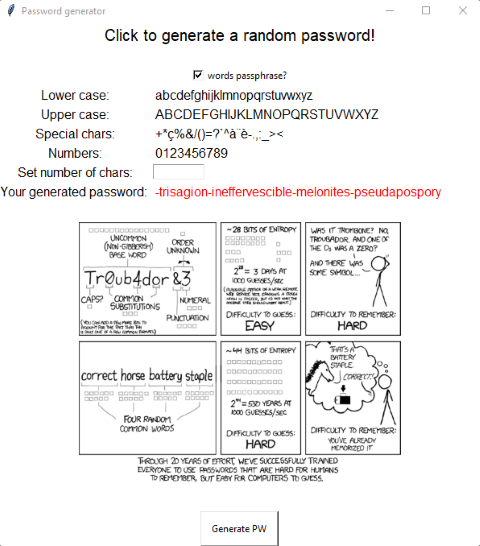 Password generator
Click to generate a random password!
words passphrase?
Lower case: abcdefghijklmnopqrstuvwxyz
Upper case: ABCDEFGHIJKLMNOPQRSTUVWXYZ
Special chars: +*ç%&/()=?`^à¨è-.,:_><
Numbers: 0123456789
Set number of chars:
Your generated password: -trisagion-ineffervescible-melonites-pseudapospory
UNCOMMON
(NON-GIBBERISH)
BASE WORD
ORDER
UNKNOWN
Tr0ub4dor &3
CAPS?
COMMON
SUBSTITUTIONS
NUMERAL
PUNCTUATION
~28 BITS OF ENTROPY
2²⁸ = 3 DAYS AT
1000 GUESSES/SEC
DIFFICULTY TO GUESS:
EASY
WAS IT TROMBONE? NO,
TROUBADOR. AND ONE OF
THE Os WAS A ZERO?
AND THERE WAS
SOME SYMBOL...
DIFFICULTY TO REMEMBER:
HARD
correct horse battery staple
FOUR RANDOM
COMMON WORDS
~44 BITS OF ENTROPY
2⁴⁴ = 550 YEARS AT
1000 GUESSES/SEC
DIFFICULTY TO GUESS:
HARD
THAT'S A
BATTERY
STAPLE.
CORRECT!
DIFFICULTY TO REMEMBER:
YOU'VE ALREADY
MEMORIZED IT
THROUGH 20 YEARS OF EFFORT, WE'VE SUCCESSFULLY TRAINED
EVERYONE TO USE PASSWORDS THAT ARE HARD FOR HUMANS
TO REMEMBER, BUT EASY FOR COMPUTERS TO GUESS.
Generate PW